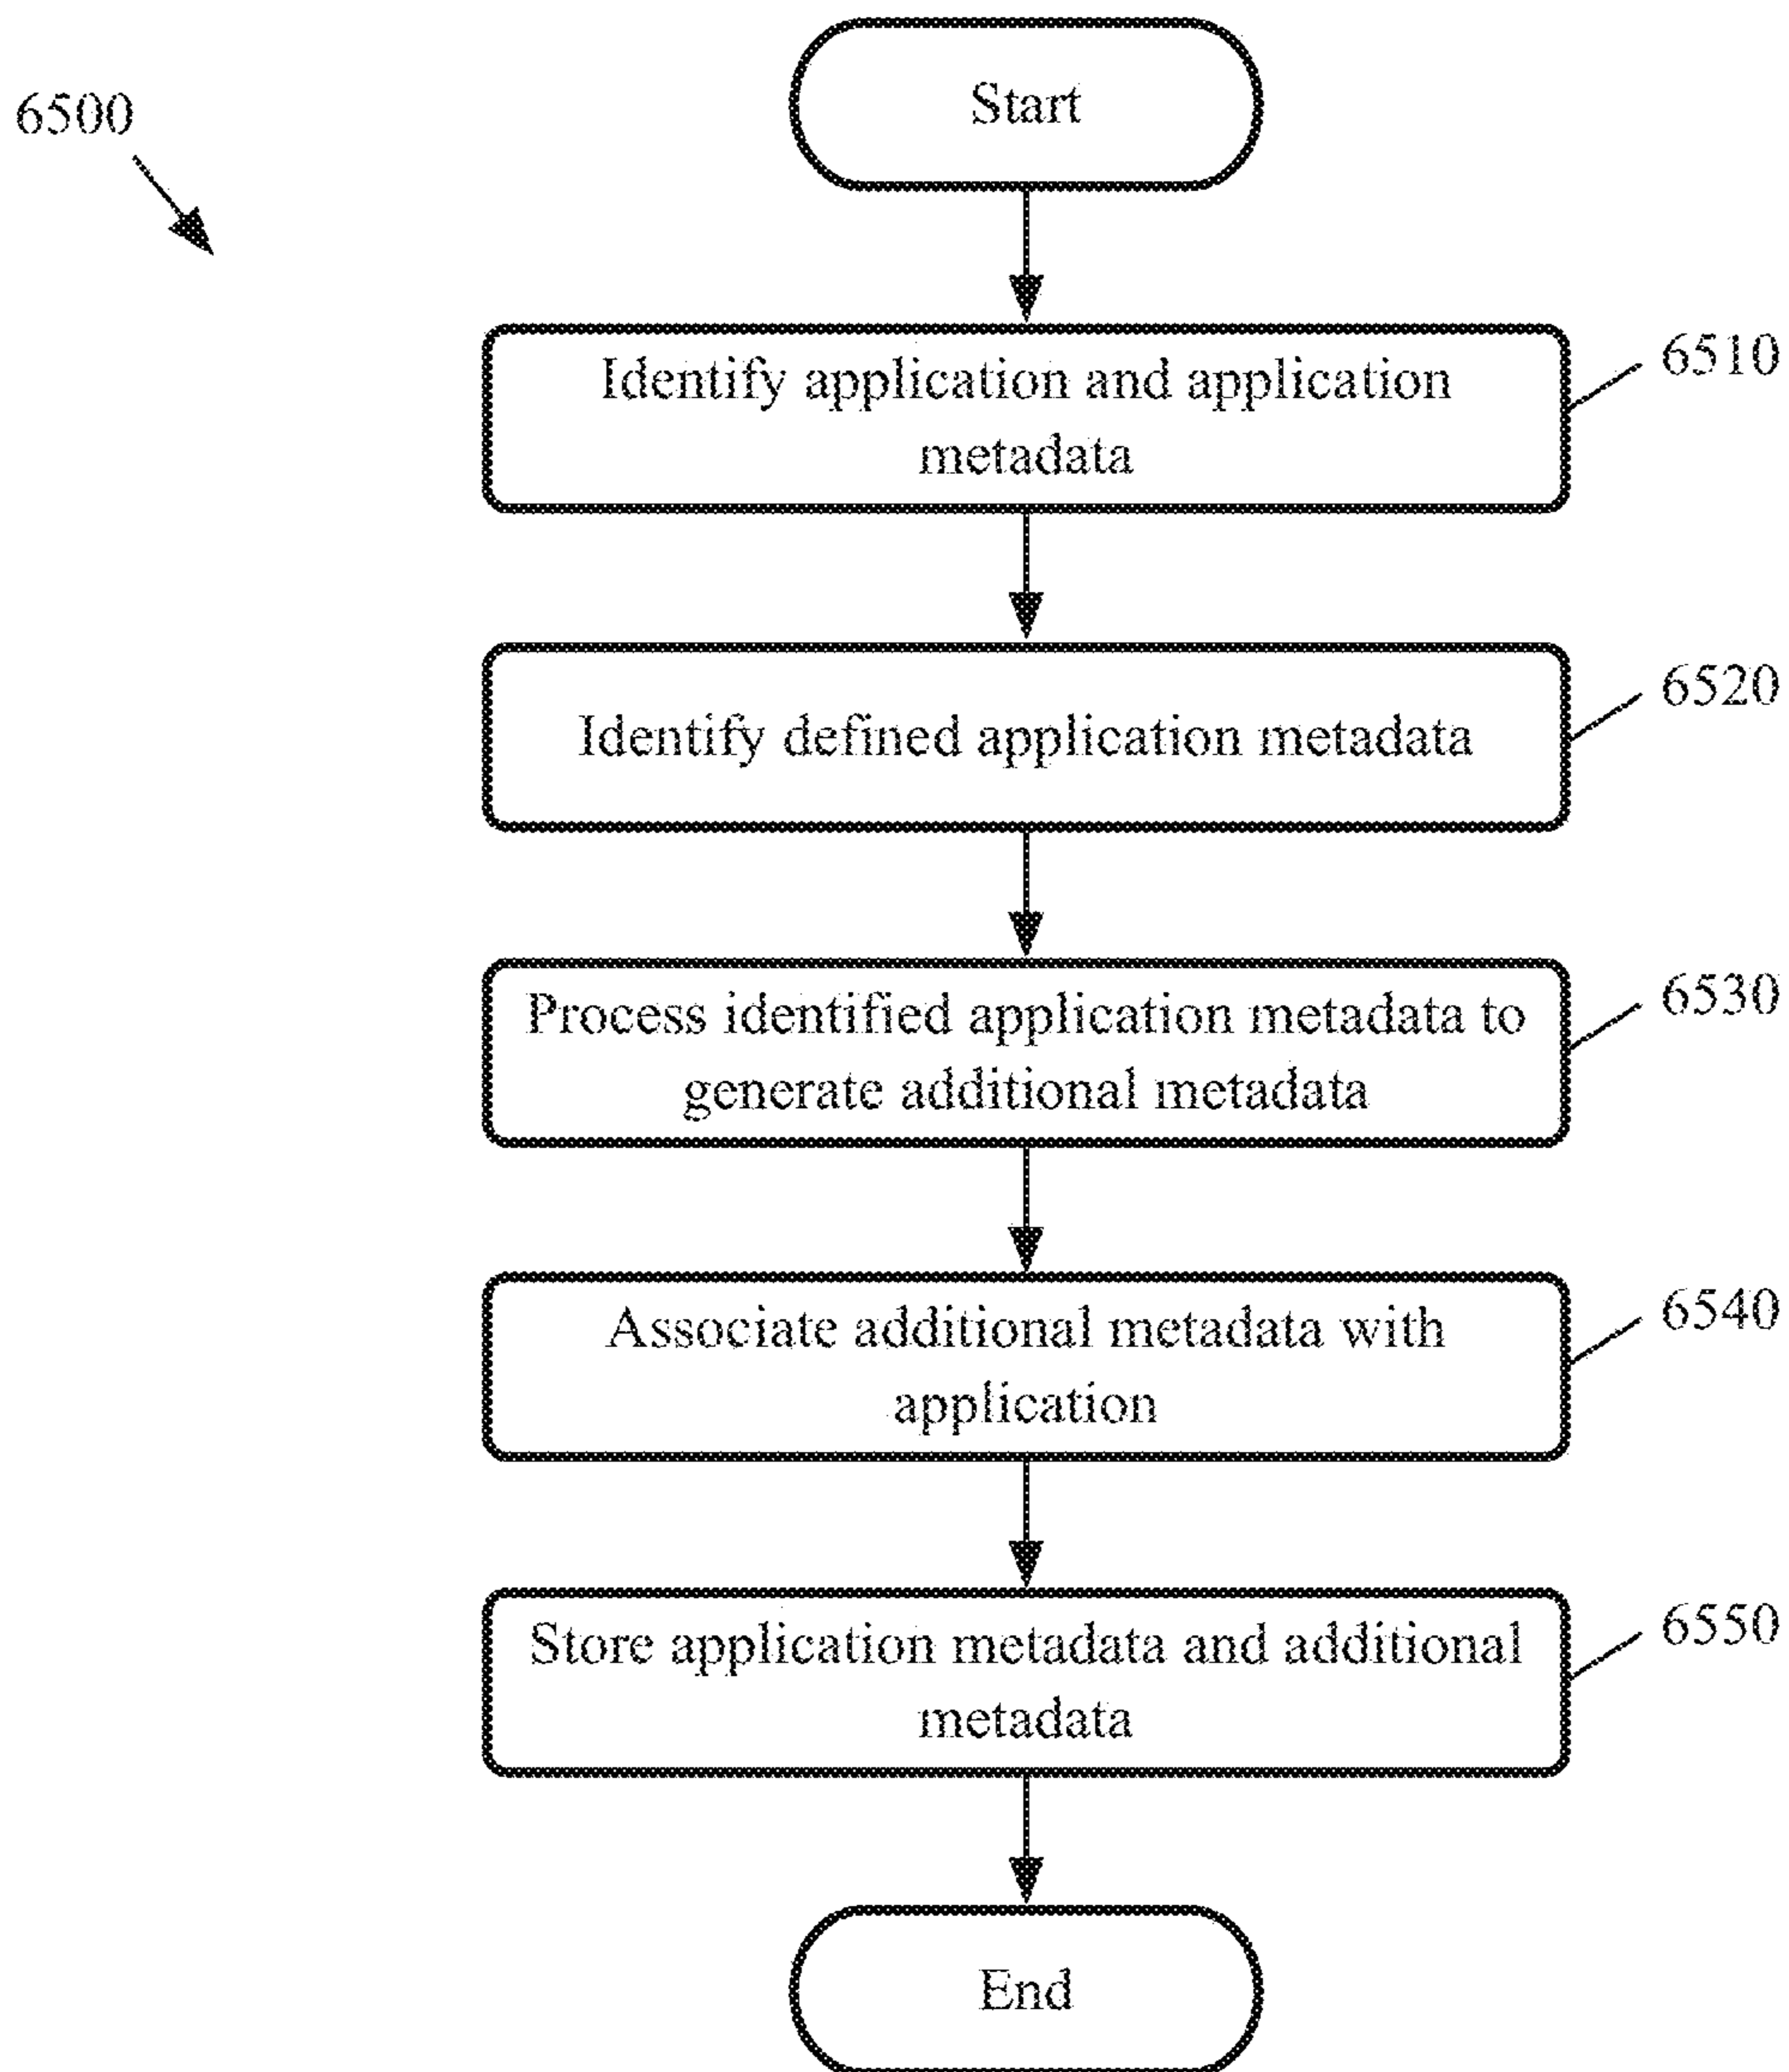 6500
Start
Identify application and application
metadata
6510
Identify defined application metadata
6520
Process identified application metadata to
generate additional metadata
6530
Associate additional metadata with
application
6540
Store application metadata and additional
metadata
6550
End